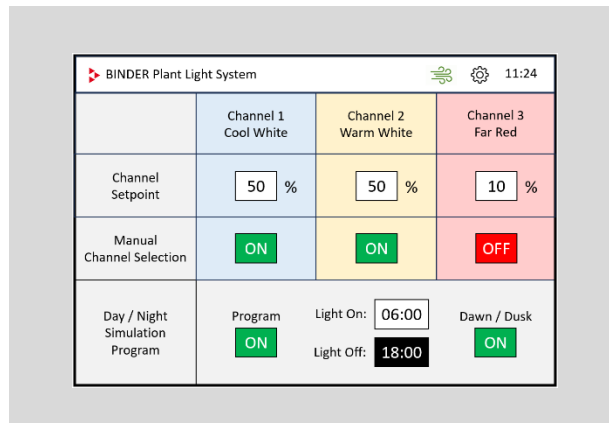 BINDER Plant Light System 11:24
Channel 1
Cool White
Channel 2
Warm White
Channel 3
Far Red
Channel
Setpoint
50 %
50 %
10 %
Manual
Channel Selection
ON
ON
OFF
Day / Night
Simulation
Program
Program
ON
Light On: 06:00
Light Off: 18:00
Dawn / Dusk
ON